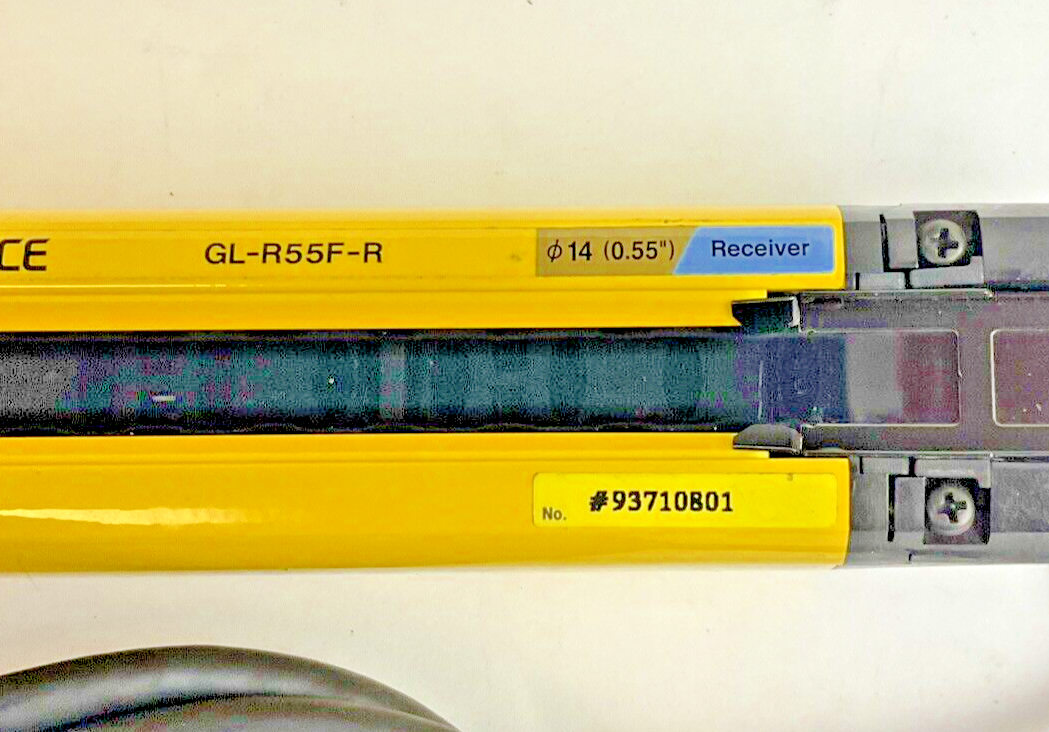 CE
GL-R55F-R
ϕ14 (0.55")
Receiver
No. #93710801